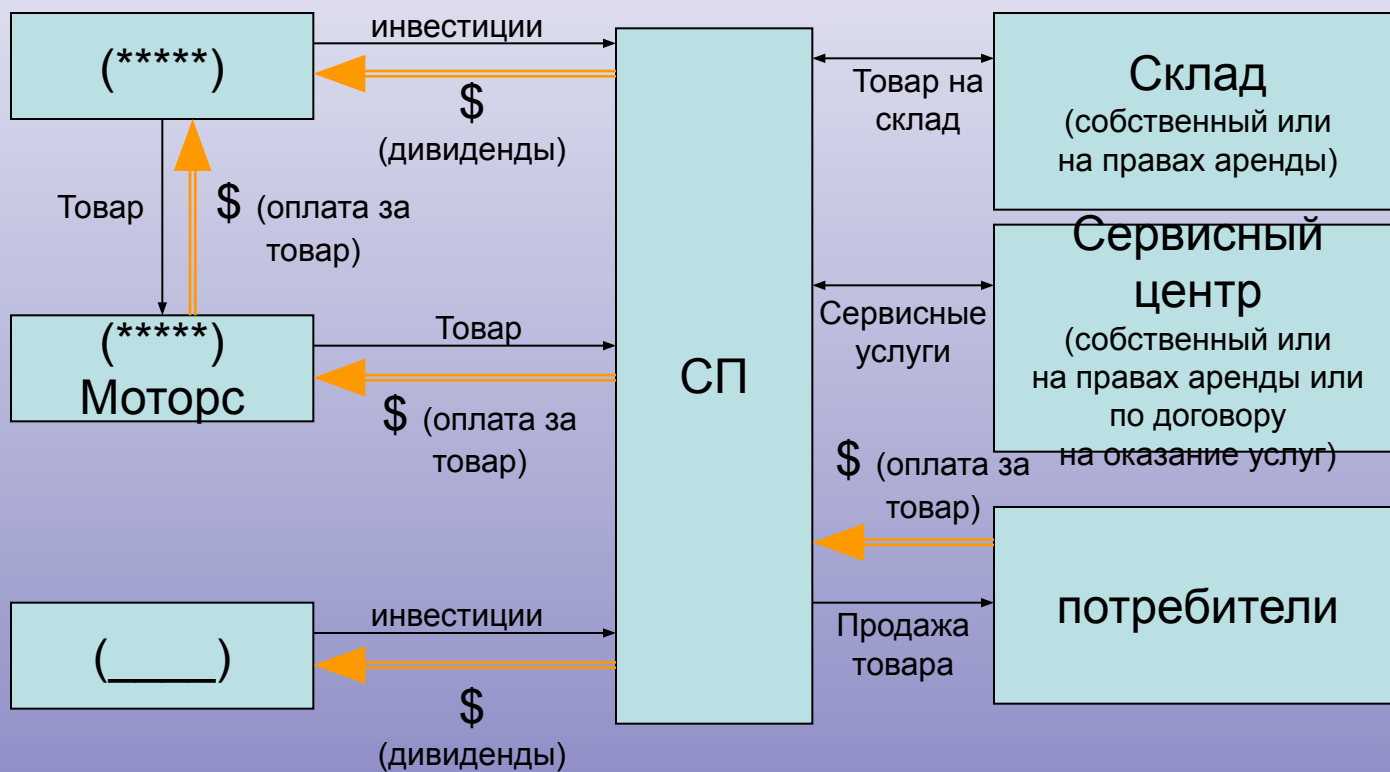 (*****)
инвестиции
$
(дивиденды)
Товар
$ (оплата за
товар)
(*****)
Моторс
Товар
$ (оплата за
товар)
(____)
инвестиции
$
(дивиденды)
СП
Товар на
склад
Склад
(собственный или
на правах аренды)
Сервисные
услуги
Сервисный
центр
(собственный или
на правах аренды или
по договору
на оказание услуг)
$ (оплата за
товар)
Продажа
товара
потребители